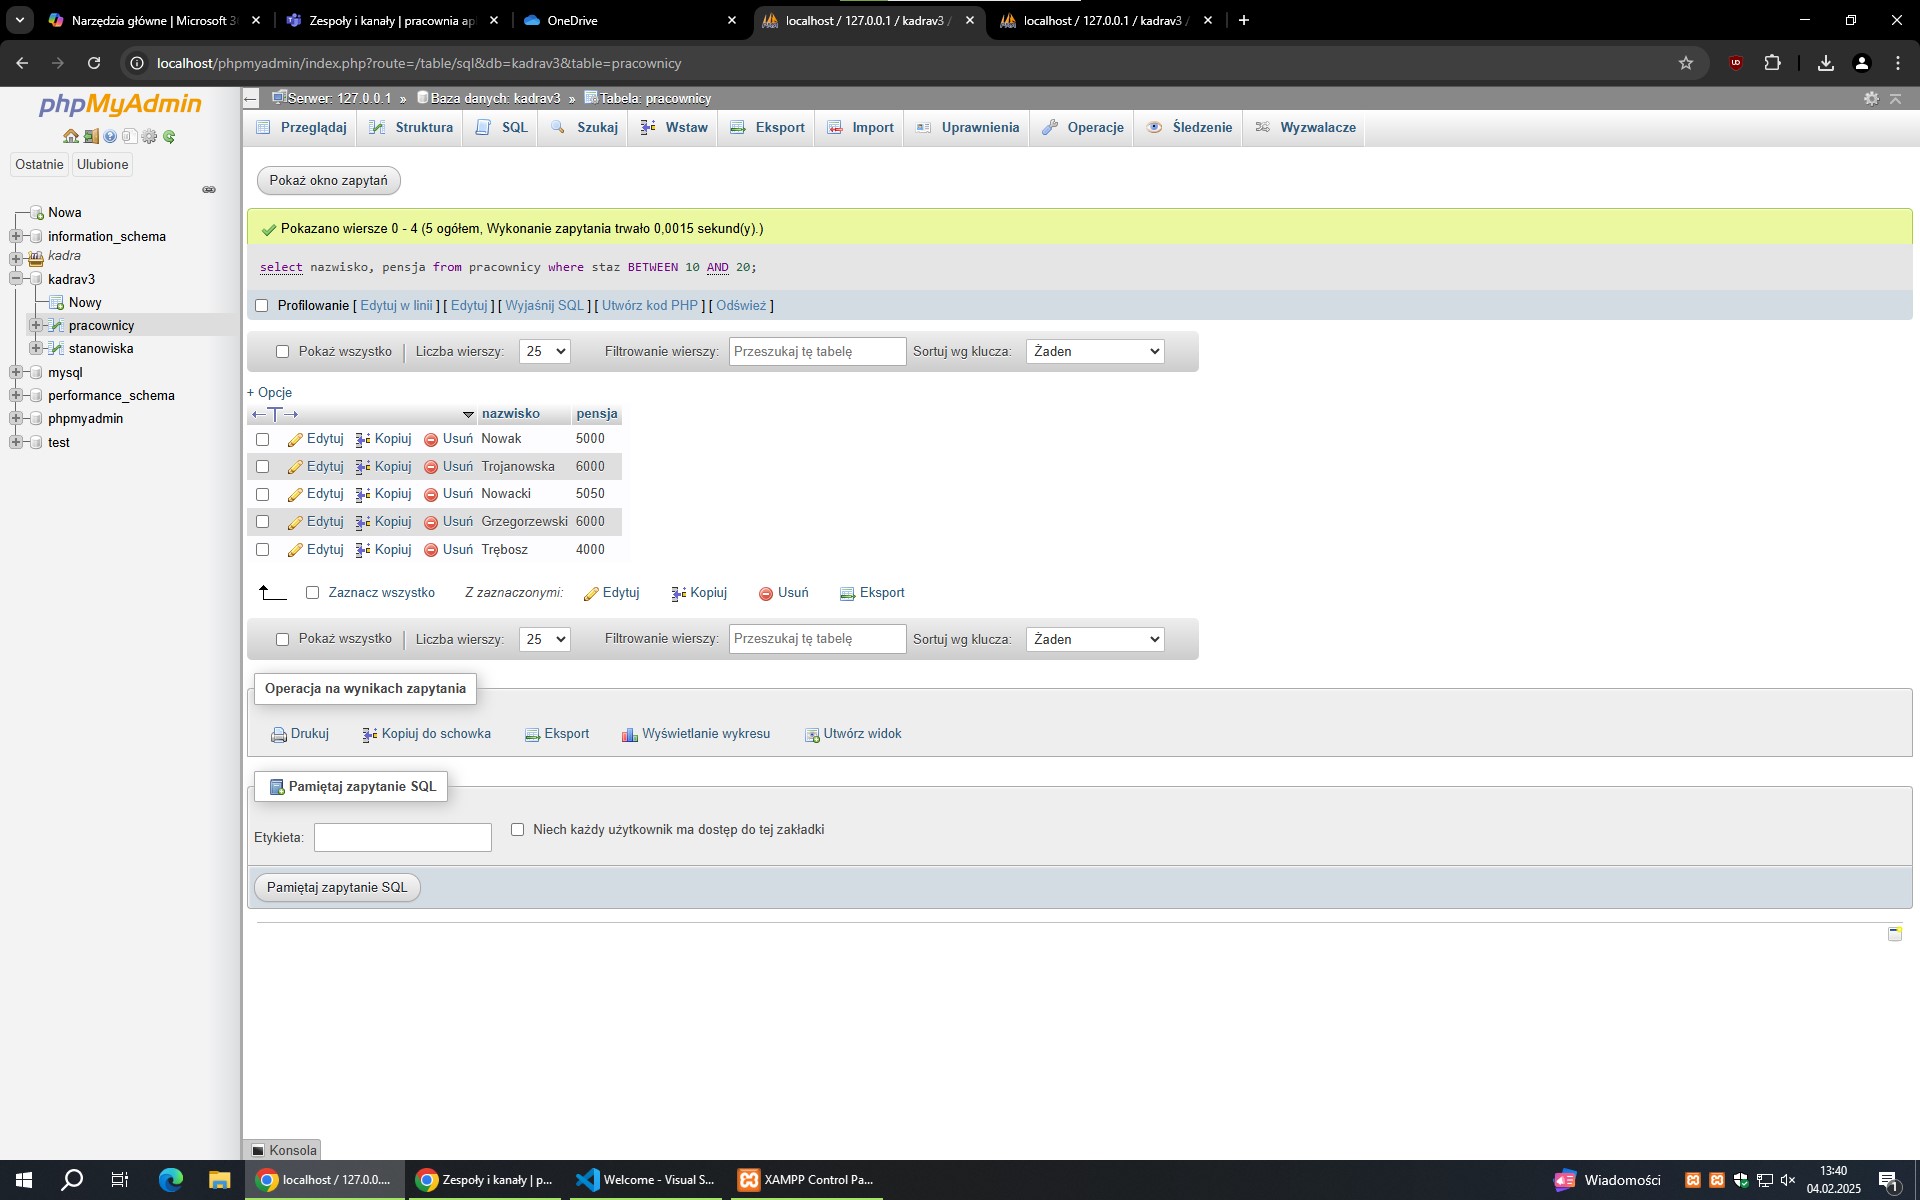 Narzędzia główne | Microsoft 3
Zespoły i kanały | pracownia ap
OneDrive
localhost / 127.0.0.1 / kadrav3 /
localhost / 127.0.0.1 / kadrav3 /
localhost/phpmyadmin/index.php?route=/table/sql&db=kadrav3&table=pracownicy
phpMyAdmin
Ostatnie Ulubione
Nowa
information_schema
kadra
kadrav3
Nowy
pracownicy
stanowiska
mysql
performance_schema
phpmyadmin
test
Serwer: 127.0.0.1 » Baza danych: kadrav3 » Tabela: pracownicy
Przeglądaj Struktura SQL Szukaj Wstaw Eksport Import Uprawnienia Operacje Śledzenie Wyzwalacze
Pokaż okno zapytań
Pokazano wiersze 0 - 4 (5 ogółem, Wykonanie zapytania trwało 0,0015 sekund(y).)
select nazwisko, pensja from pracownicy where staz BETWEEN 10 AND 20;
Profilowanie [ Edytuj w linii ] [ Edytuj ] [ Wyjaśnij SQL ] [ Utwórz kod PHP ] [ Odśwież ]
Pokaż wszystko | Liczba wierszy: 25 Filtrowanie wierszy: Przeszukaj tę tabelę Sortuj wg klucza: Żaden
+ Opcje
←T→ nazwisko pensja
Edytuj Kopiuj Usuń Nowak 5000
Edytuj Kopiuj Usuń Trojanowska 6000
Edytuj Kopiuj Usuń Nowacki 5050
Edytuj Kopiuj Usuń Grzegorzewski 6000
Edytuj Kopiuj Usuń Trębosz 4000
Zaznacz wszystko Z zaznaczonymi: Edytuj Kopiuj Usuń Eksport
Pokaż wszystko | Liczba wierszy: 25 Filtrowanie wierszy: Przeszukaj tę tabelę Sortuj wg klucza: Żaden
Operacja na wynikach zapytania
Drukuj Kopiuj do schowka Eksport Wyświetlanie wykresu Utwórz widok
Pamiętaj zapytanie SQL
Etykieta: Niech każdy użytkownik ma dostęp do tej zakładki
Pamiętaj zapytanie SQL
Konsola
localhost / 127.0.0....
Zespoły i kanały | p...
Welcome - Visual S...
XAMPP Control Pa...
Wiadomości
13:40
04.02.2025
1